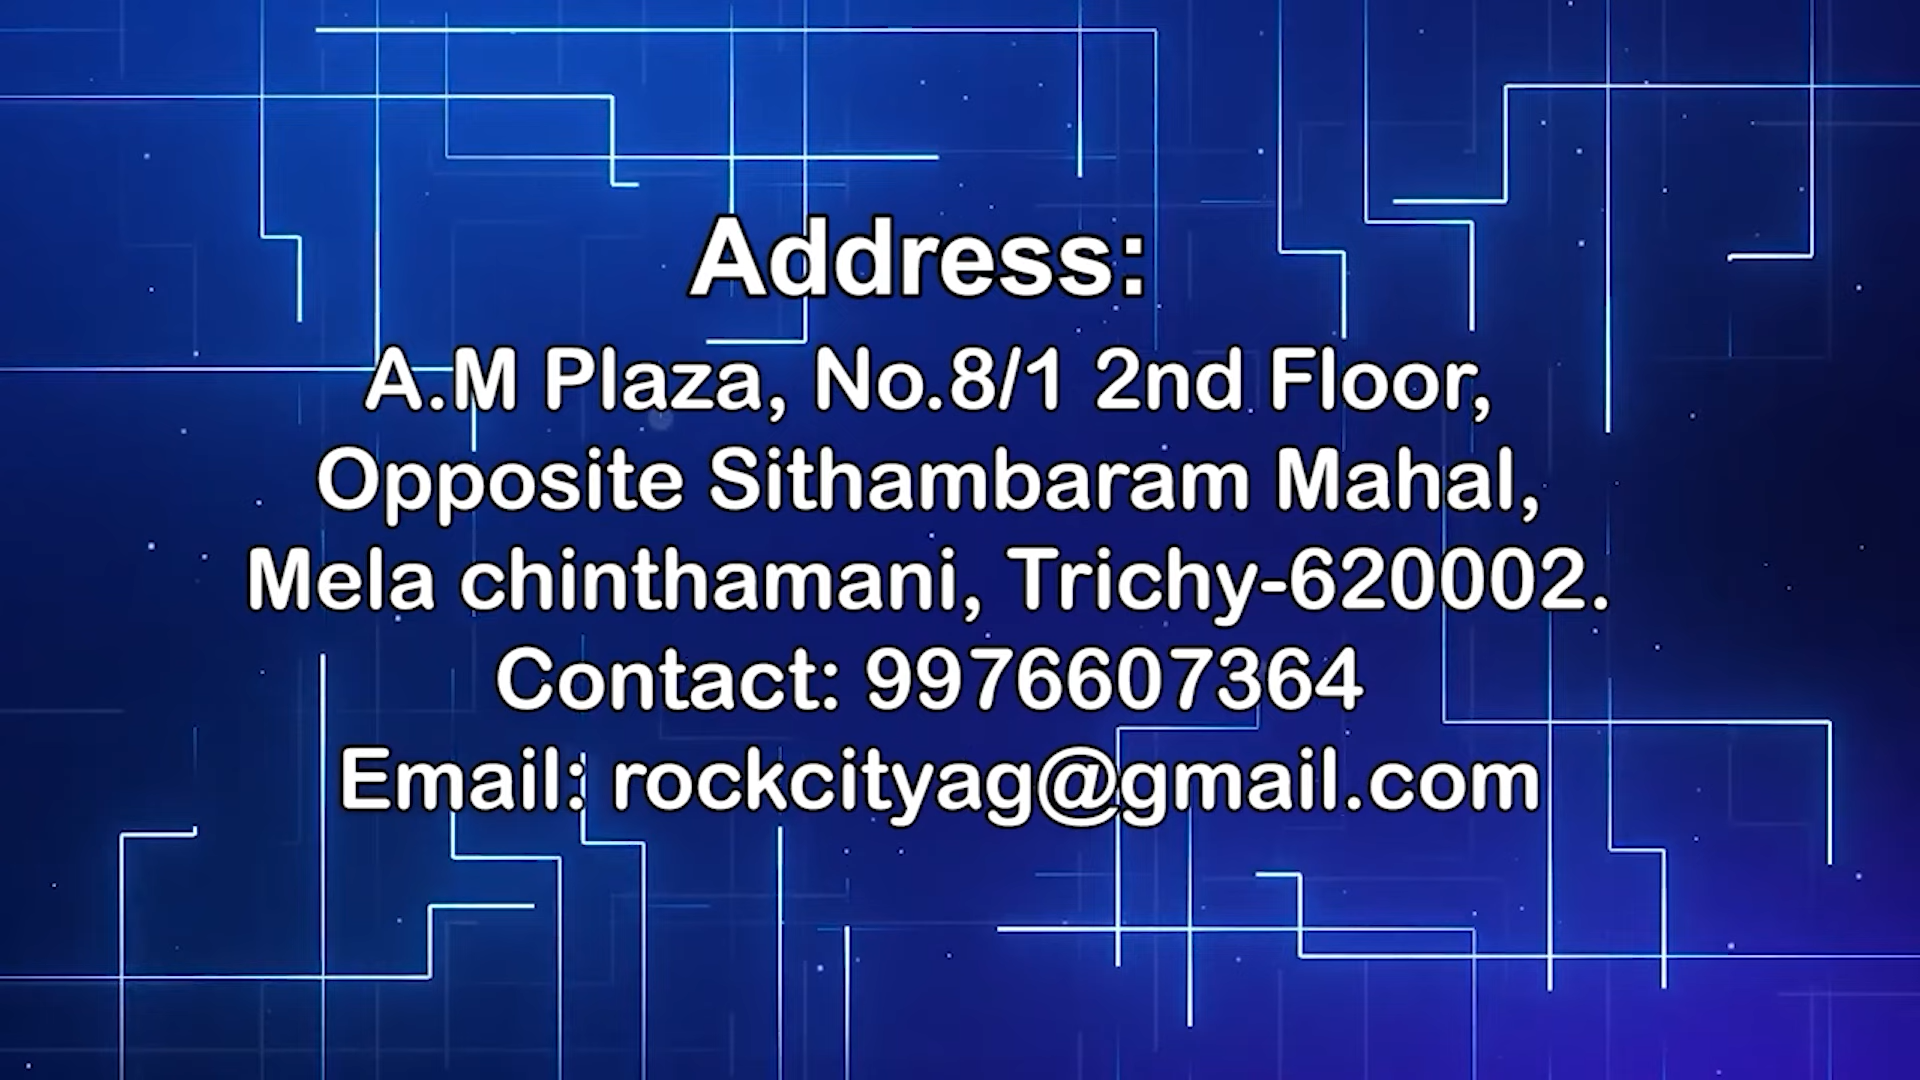 Address:
A.M Plaza, No.8/1 2nd Floor,
Opposite Sithambaram Mahal,
Mela chinthamani, Trichy-620002.
Contact: 9976607364
Email: rockcityag@gmail.com